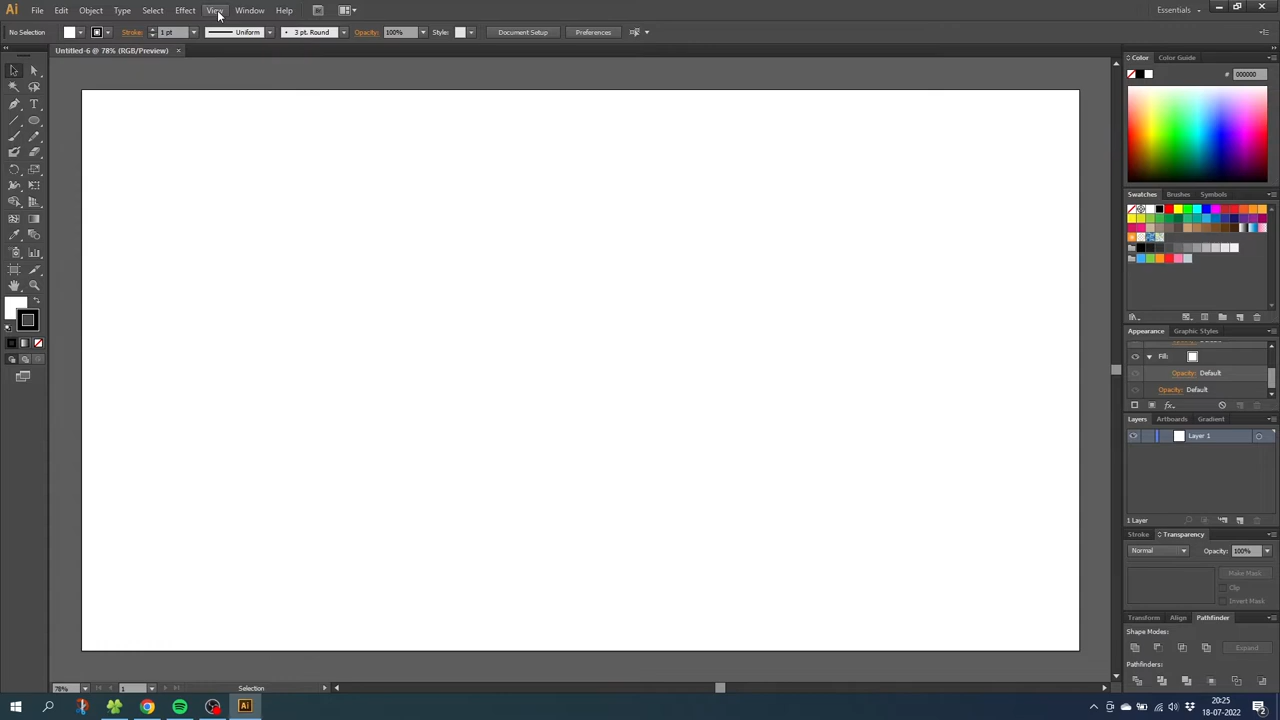 Ai File Edit Object Type Select Effect View Window Help Br Essentials
No Selection Stroke: 1 pt Uniform 3 pt. Round Opacity: 100% Style: Document Setup Preferences
Untitled-6 @ 78% (RGB/Preview) ×
Color Color Guide
# 000000
Swatches Brushes Symbols
Appearance Graphic Styles
Fill:
Opacity: Default
Opacity: Default
Layers Artboards Gradient
Layer 1
1 Layer
Stroke Transparency
Normal Opacity: 100%
Make Mask
Clip
Invert Mask
Transform Align Pathfinder
Shape Modes:
Expand
Pathfinders:
78% 1 Selection
Ai
20:25
18-07-2022
2